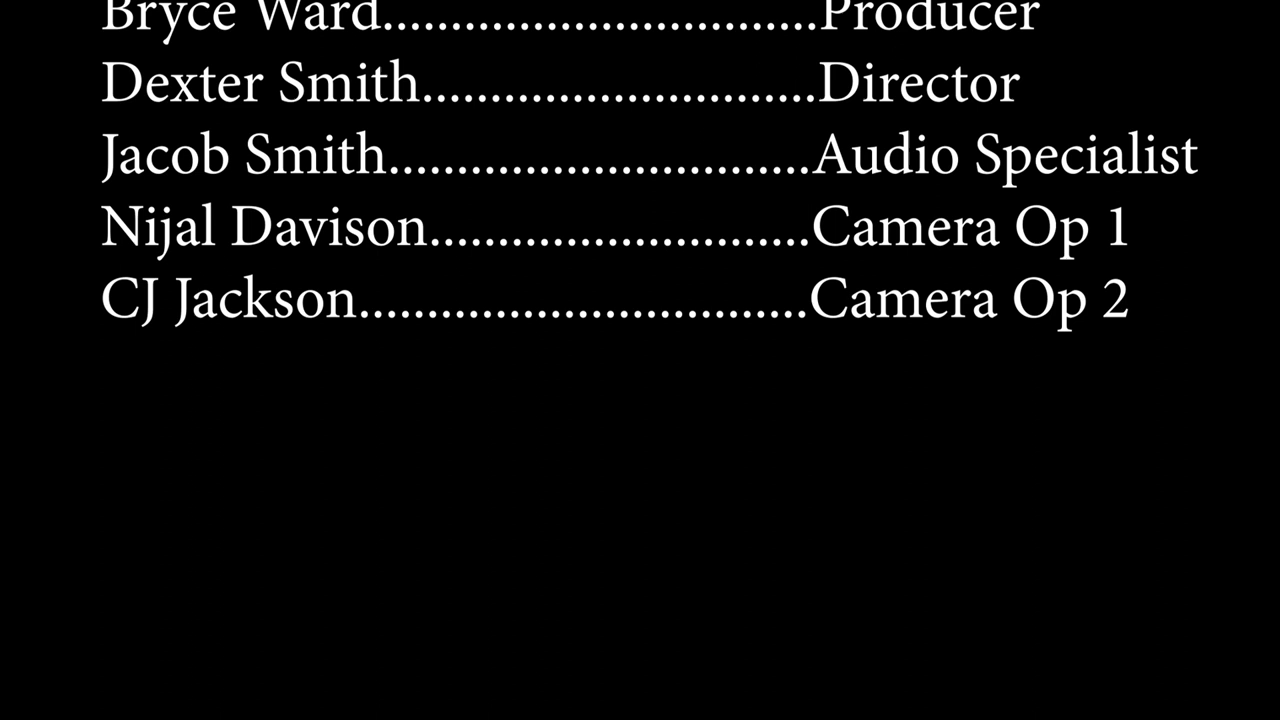 Bryce Ward................................Producer
Dexter Smith.............................Director
Jacob Smith...............................Audio Specialist
Nijal Davison............................Camera Op 1
CJ Jackson.................................Camera Op 2